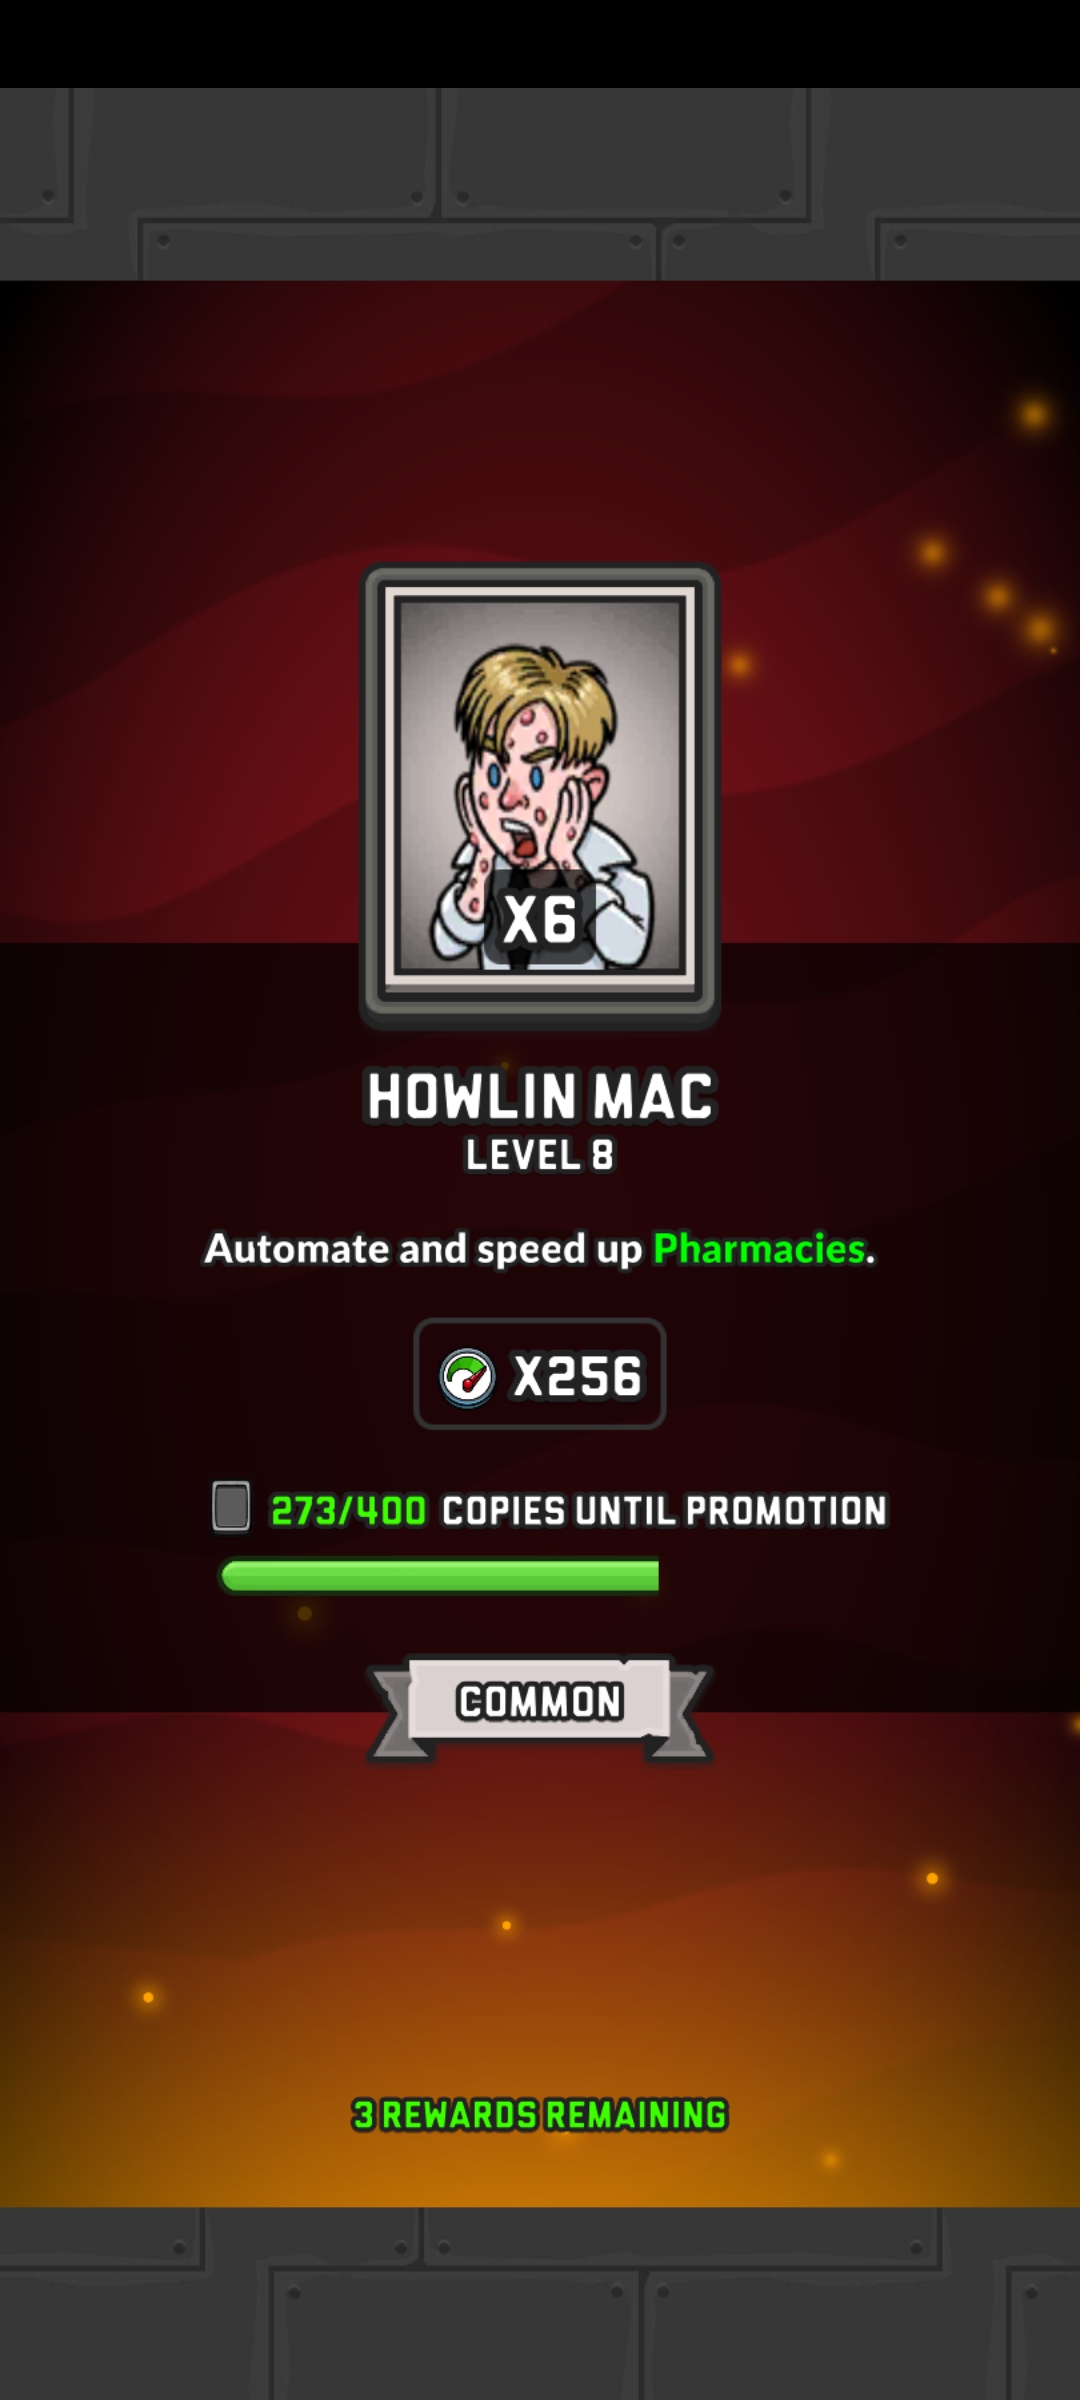 X6
HOWLIN MAC
LEVEL 8
Automate and speed up Pharmacies.
X256
273/400 COPIES UNTIL PROMOTION
COMMON
3 REWARDS REMAINING